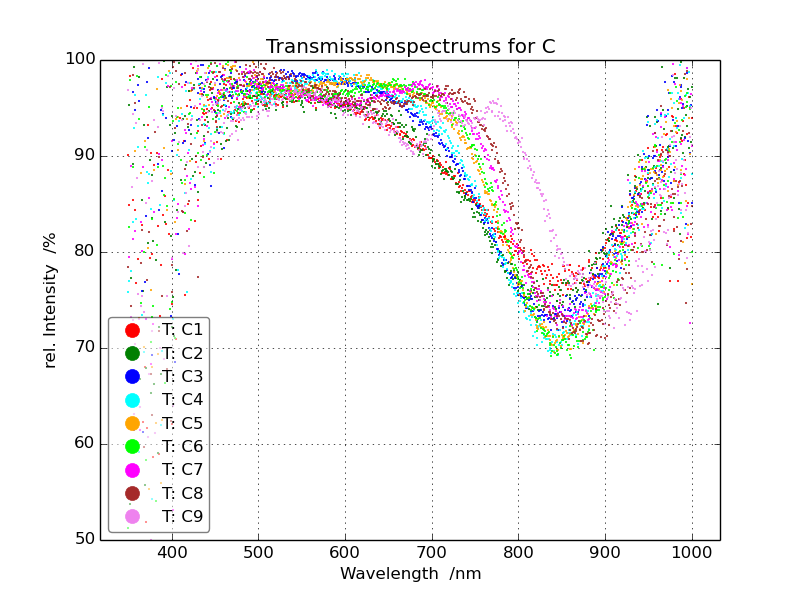 Transmissionspectrums for C
100
90
80
70
60
50
rel. Intensity /%
T: C1
T: C2
T: C3
T: C4
T: C5
T: C6
T: C7
T: C8
T: C9
400 500 600 700 800 900 1000
Wavelength /nm